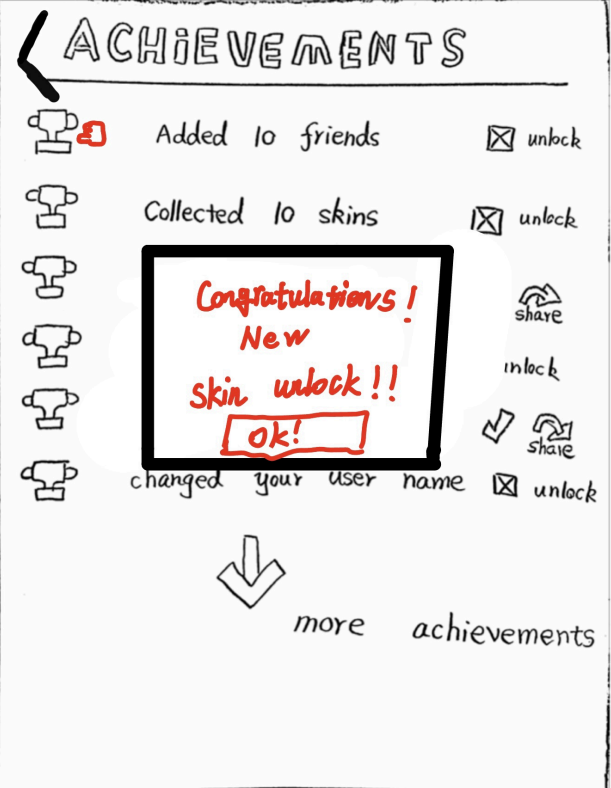 ACHiEVEMENTS
Added 10 friends unlock
Collected 10 skins unlock
Congratulations!
share
New
inlock
skin unlock!!
share
Ok!
changed your user name unlock
more achievements